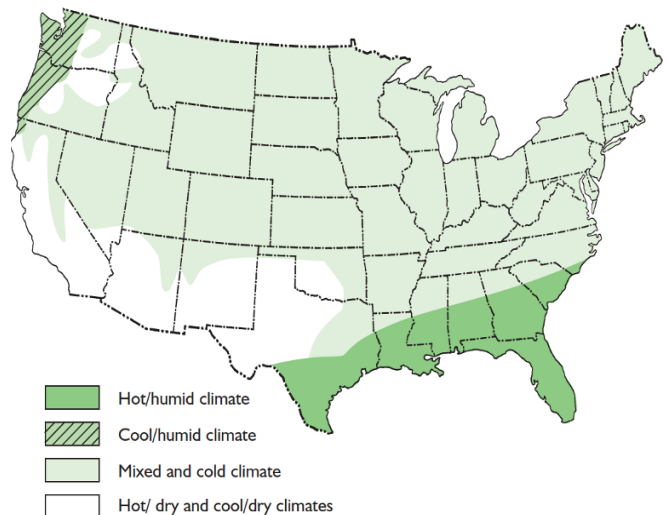 Hot/humid climate
Cool/humid climate
Mixed and cold climate
Hot/ dry and cool/dry climates